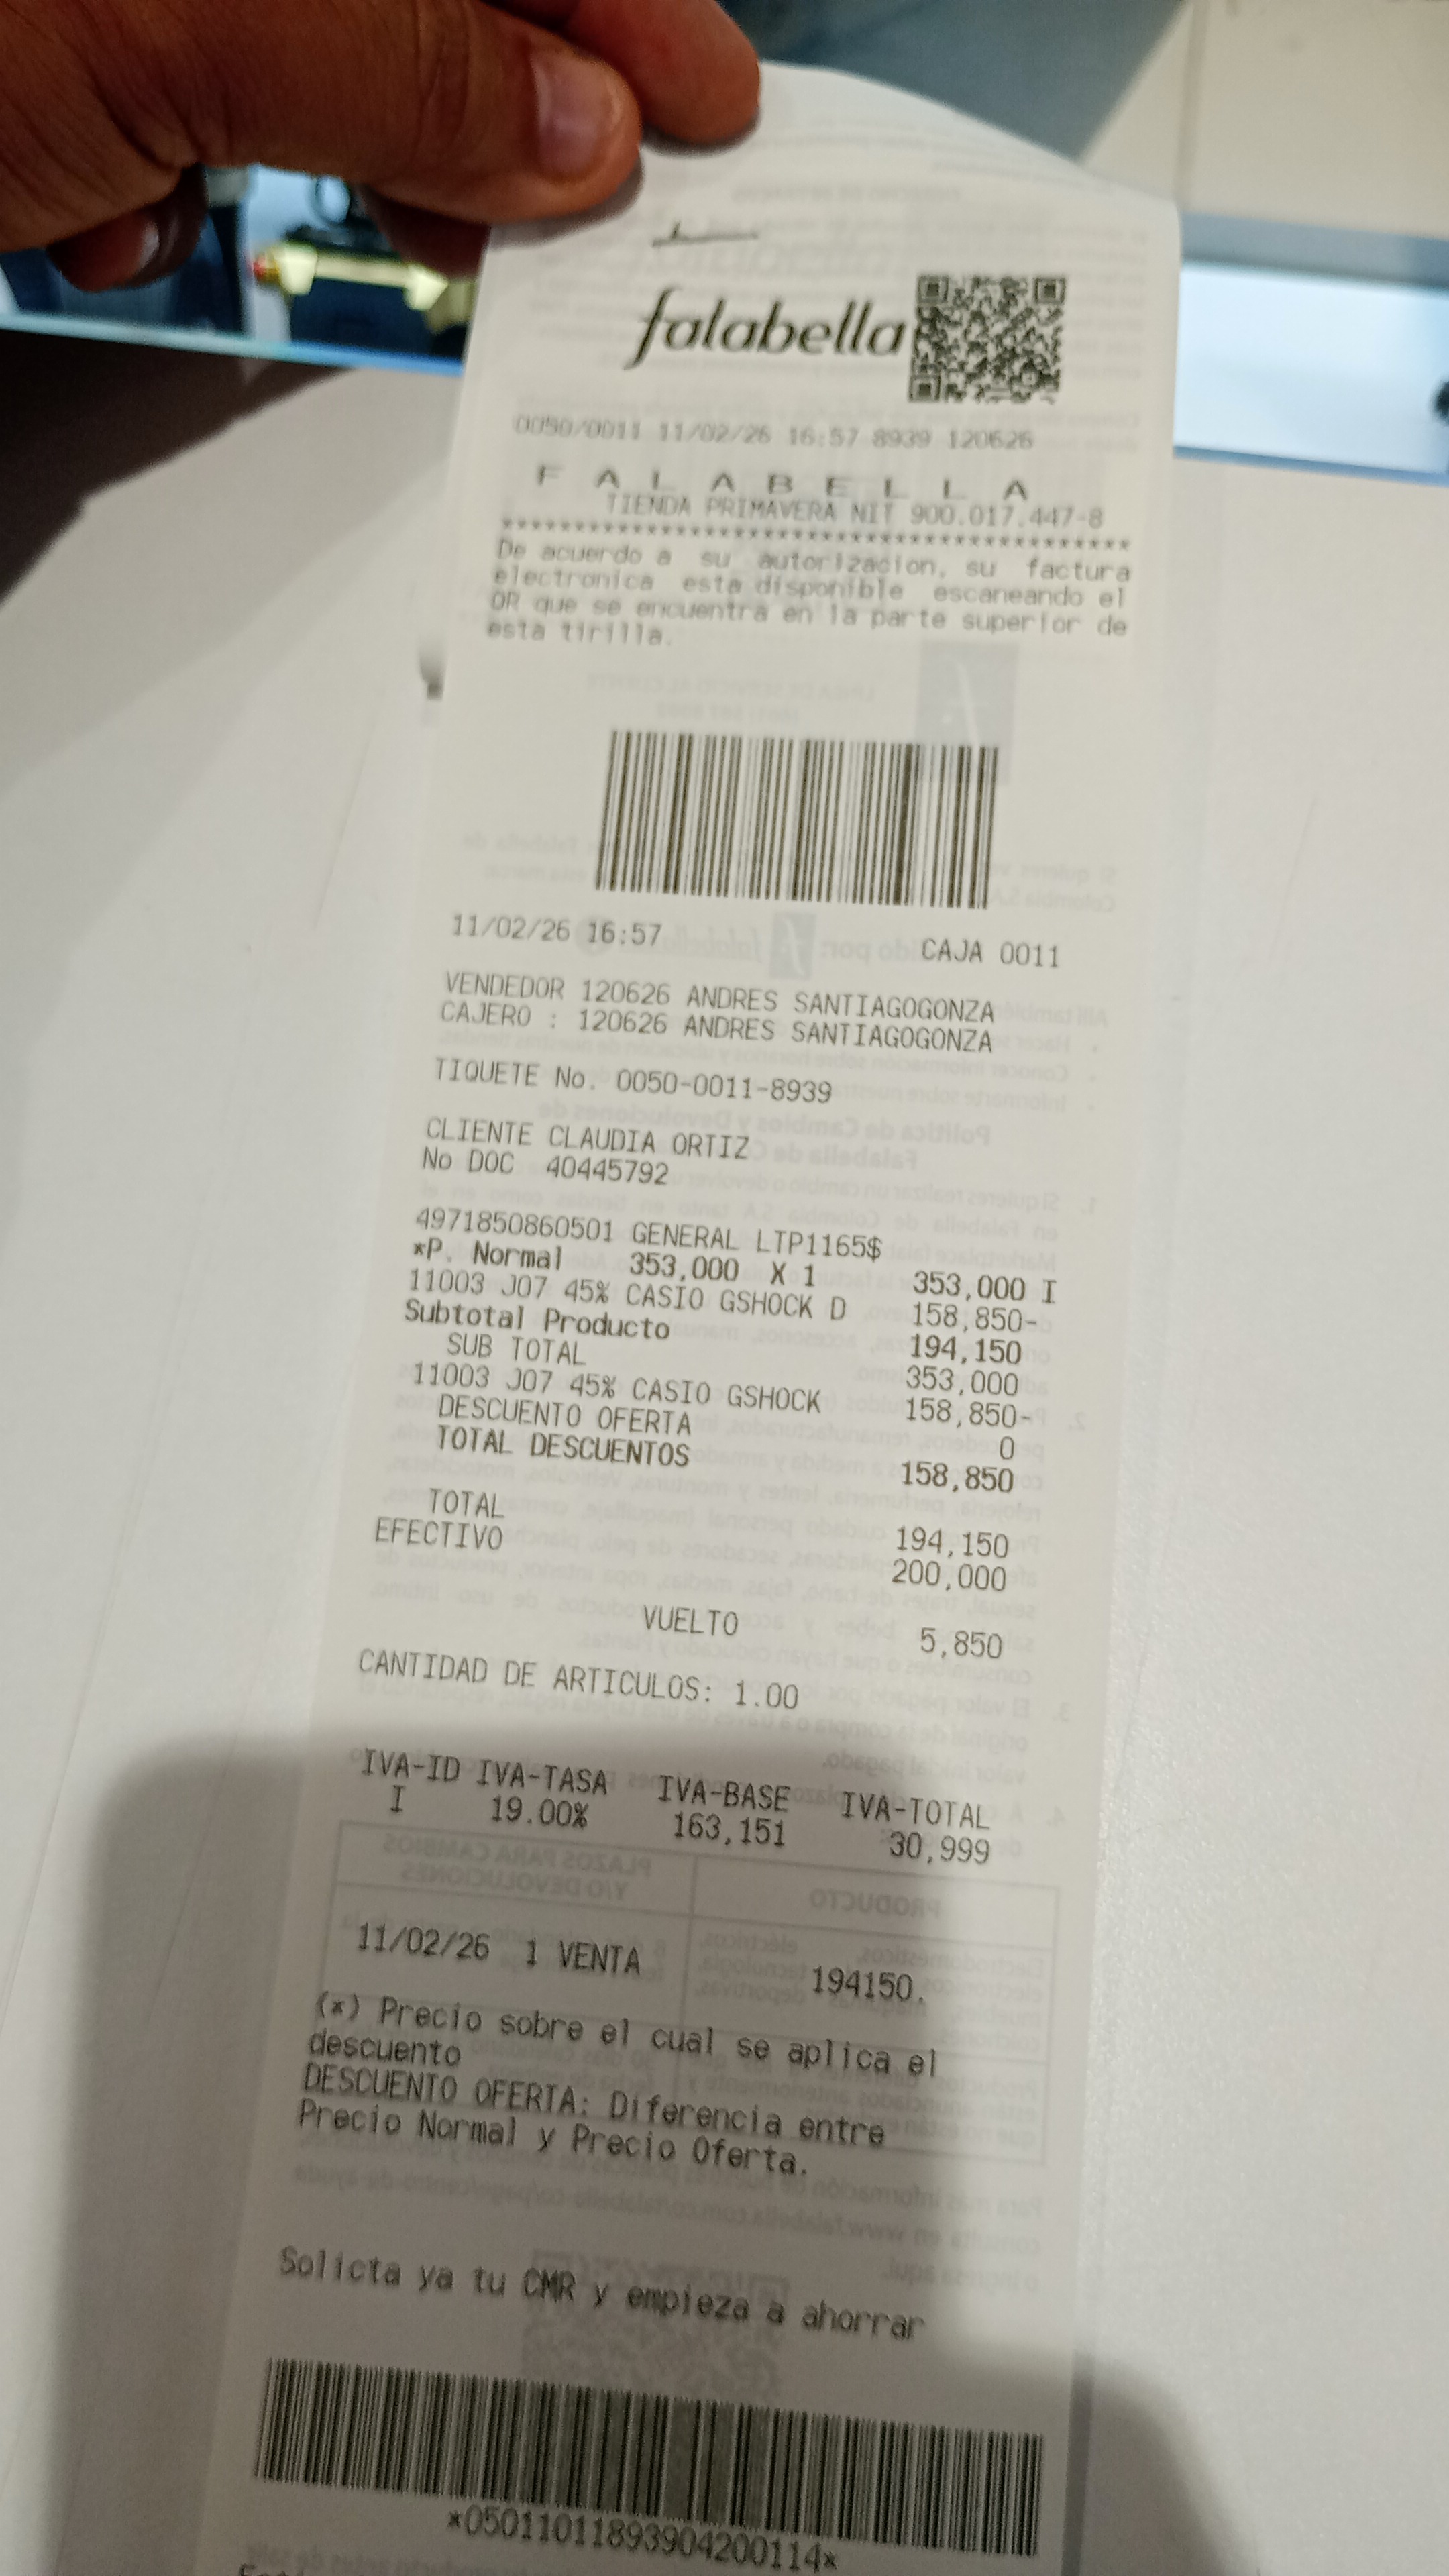 falabella
0050/0011 11/02/26 16:57 8939 120626
F A L A B E L L A
TIENDA PRIMAVERA NIT 900.017.447-8
*******************************************
De acuerdo a su autorizacion, su factura
electronica esta disponible escaneando el
QR que se encuentra en la parte superior de
esta tirilla.
11/02/26 16:57 CAJA 0011
VENDEDOR 120626 ANDRES SANTIAGOGONZA
CAJERO : 120626 ANDRES SANTIAGOGONZA
TIQUETE No. 0050-0011-8939
CLIENTE CLAUDIA ORTIZ
No DOC 40445792
4971850860501 GENERAL LTP1165$
*P. Normal 353,000 X 1 353,000 I
11003 J07 45% CASIO GSHOCK D 158,850-
Subtotal Producto 194,150
SUB TOTAL 353,000
11003 J07 45% CASIO GSHOCK 158,850-
DESCUENTO OFERTA 0
TOTAL DESCUENTOS 158,850
TOTAL 194,150
EFECTIVO 200,000
VUELTO 5,850
CANTIDAD DE ARTICULOS: 1.00
IVA-ID IVA-TASA IVA-BASE IVA-TOTAL
I 19.00% 163,151 30,999
11/02/26 1 VENTA 194150.
(*) Precio sobre el cual se aplica el
descuento
DESCUENTO OFERTA: Diferencia entre
Precio Normal y Precio Oferta.
Solicta ya tu CMR y empieza a ahorrar
*05011011893904200114*